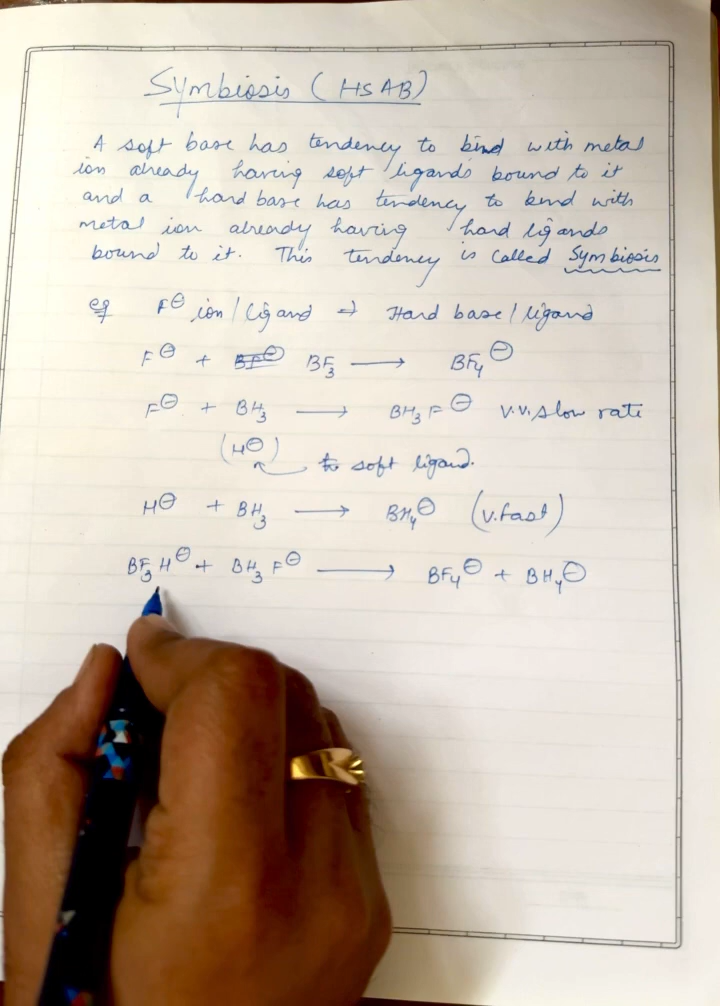 Symbiosis (HSAB)
A soft base has tendency to bind with metal
ion already having soft ligands bound to it
and a hard base has tendency to bind with
metal ion already having hard ligands
bound to it. This tendency is called Symbiosis
eg F⊖ ion/ligand → Hard base/ligand
F⊖ + BF₃ ⟶ BF₄⊖
F⊖ + BH₃ ⟶ BH₃F⊖ v.v. slow rate
(H⊖) soft ligand.
H⊖ + BH₃ ⟶ BH₄⊖ (v. fast)
BF₃H⊖ + BH₃F⊖ ⟶ BF₄⊖ + BH₄⊖